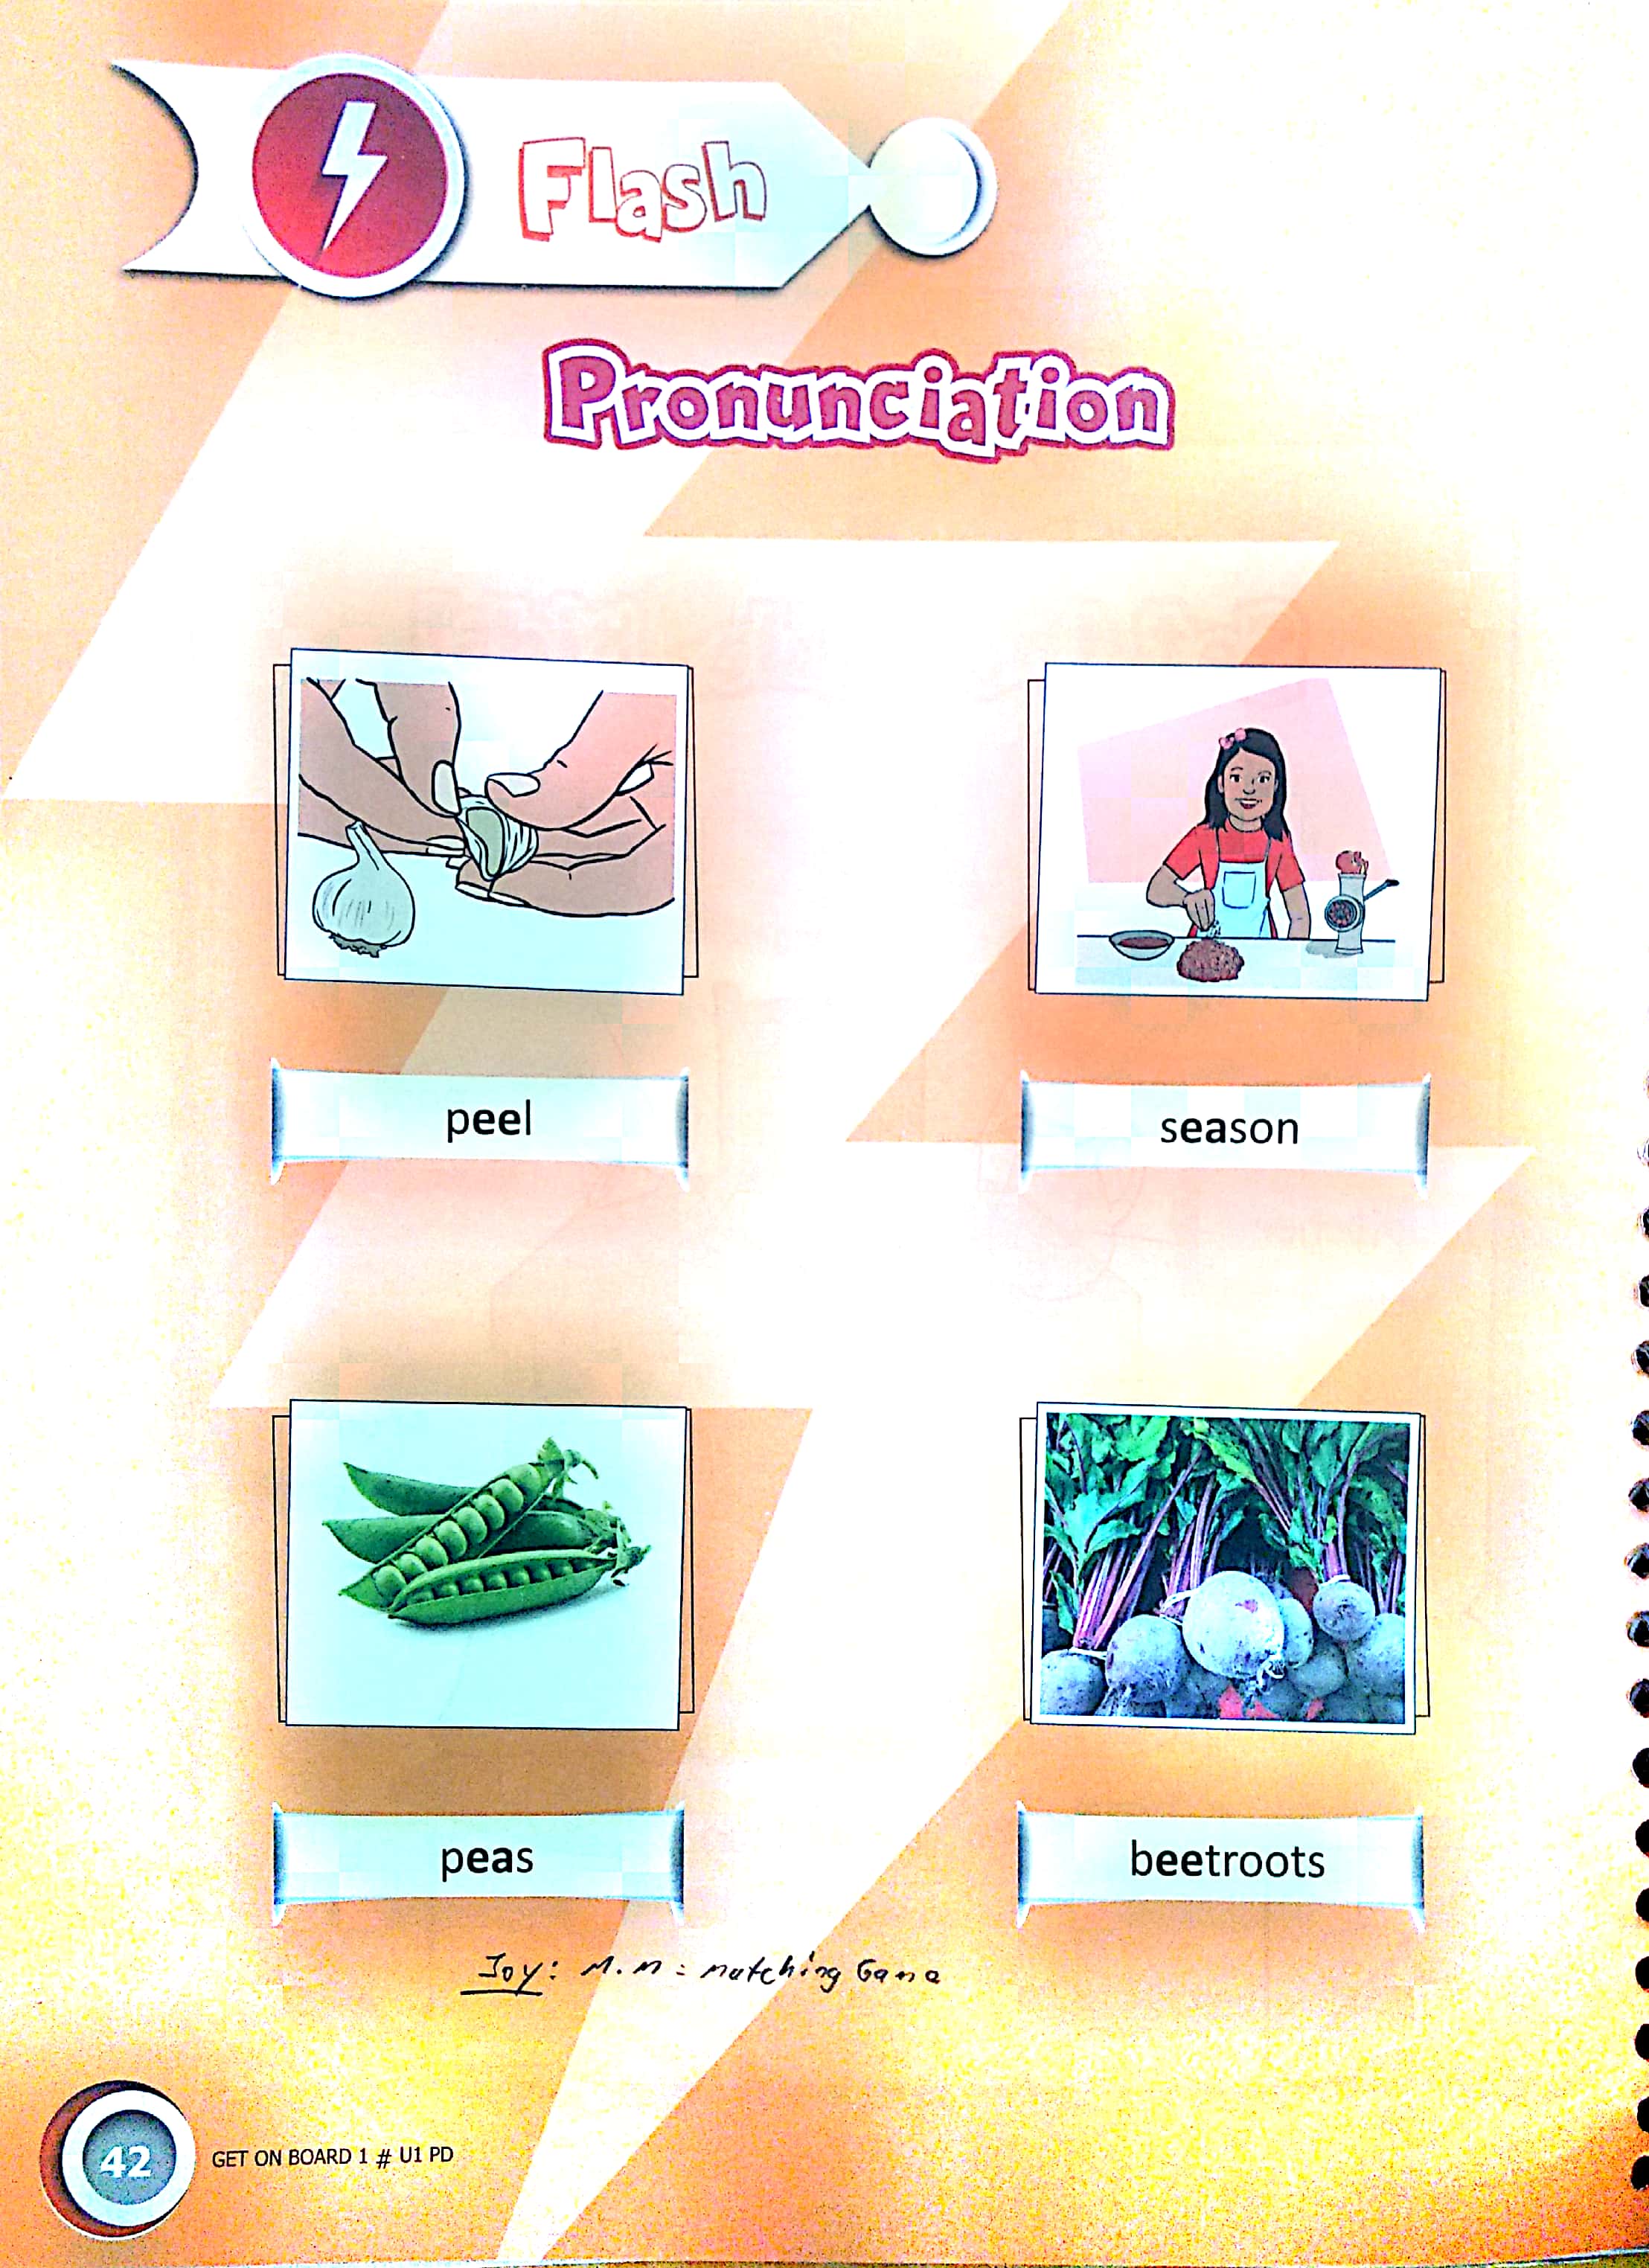 Flash
Pronunciation
peel
season
peas
beetroots
Joy: M.M = Matching Game
42
GET ON BOARD 1 # U1 PD